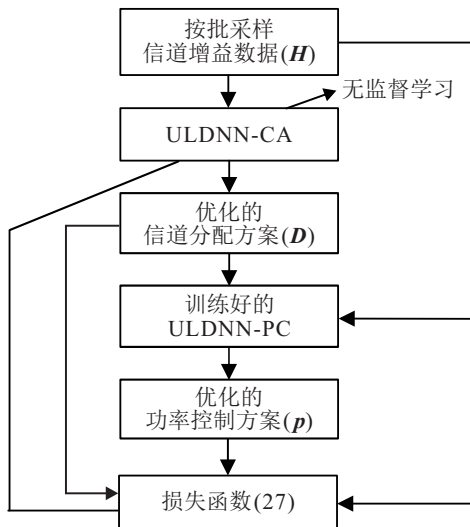 按批采样
信道增益数据(H)
无监督学习
ULDNN-CA
优化的
信道分配方案(D)
训练好的
ULDNN-PC
优化的
功率控制方案(p)
损失函数(27)